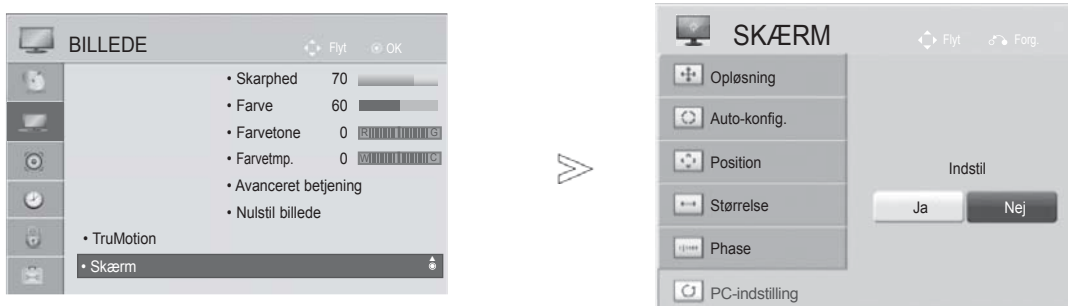 BILLEDE Flyt OK
• Skarphed 70
• Farve 60
• Farvetone 0 R G
• Farvetmp. 0 W C
• Avanceret betjening
• Nulstil billede
• TruMotion
• Skærm
SKÆRM Flyt Forg.
Opløsning
Auto-konfig.
Position
Indstil
Størrelse
Ja Nej
Phase
PC-indstilling